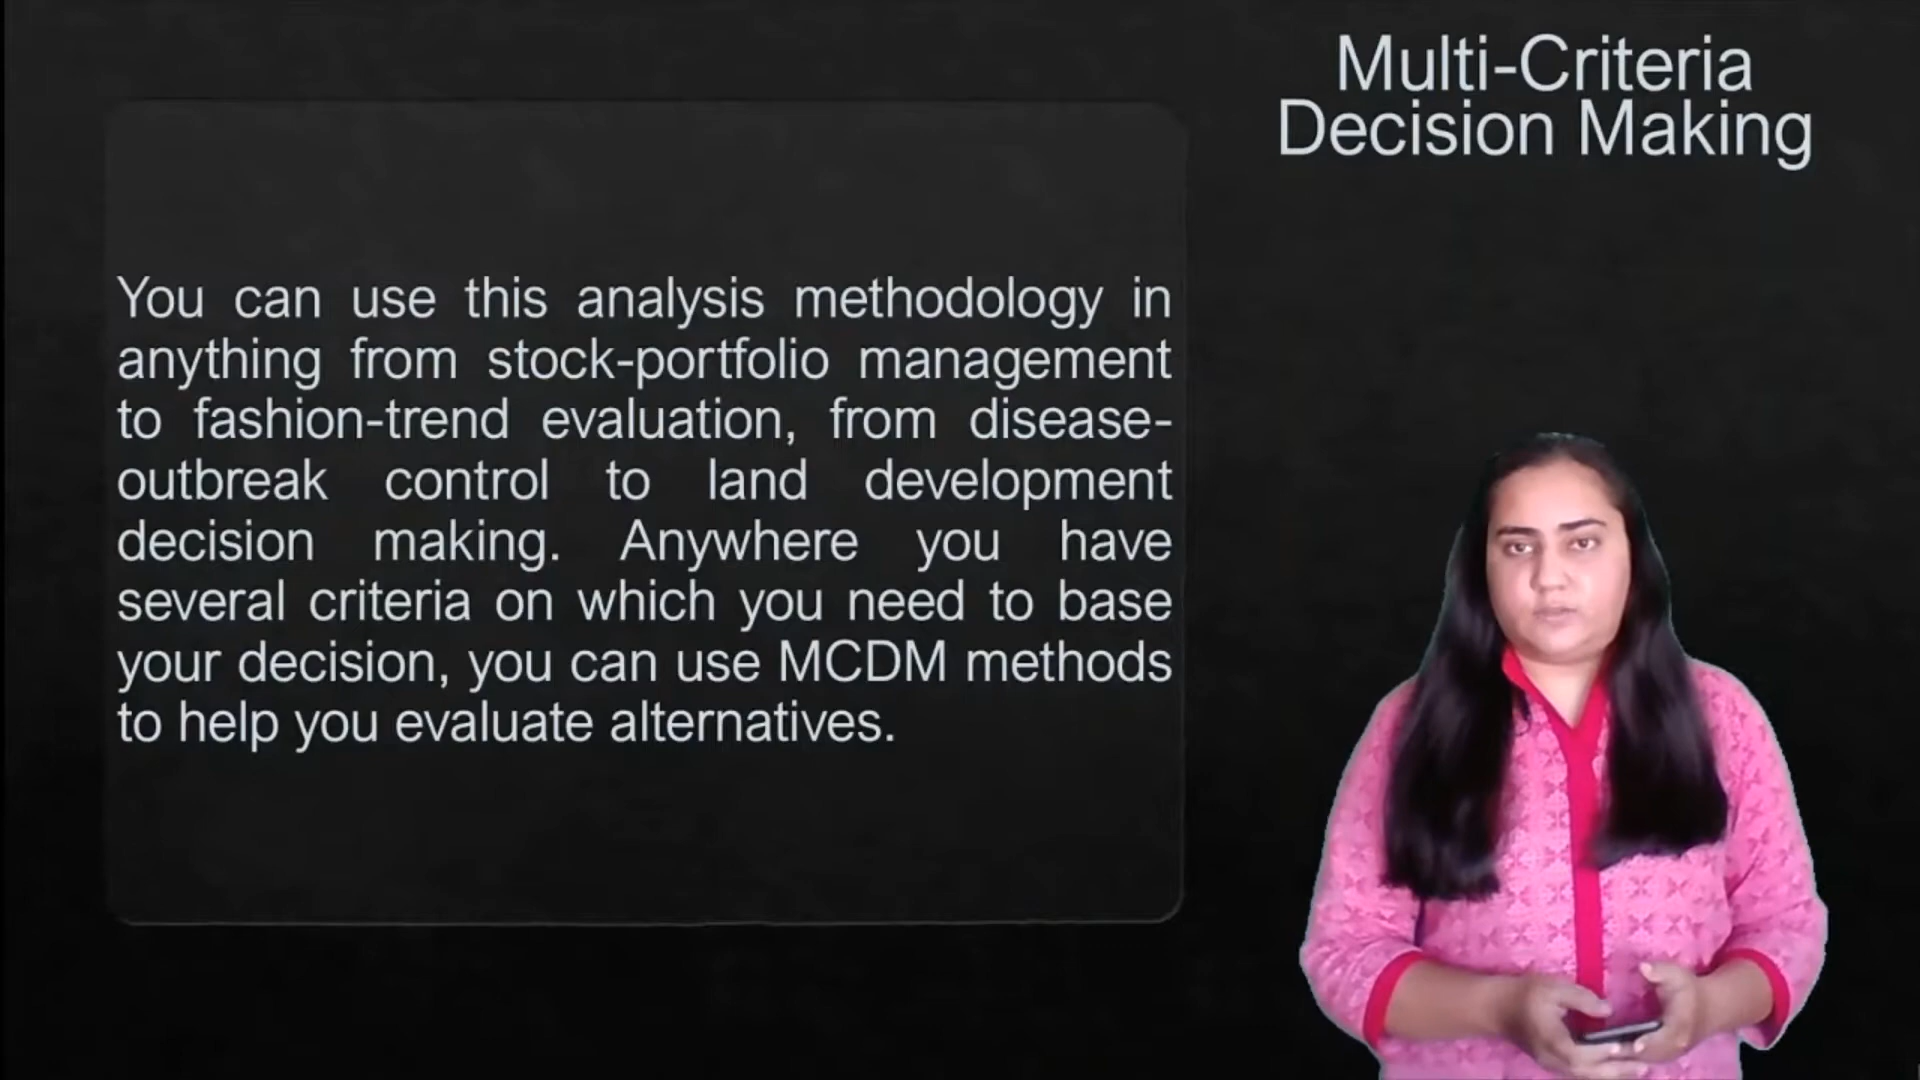 Multi-Criteria
Decision Making
You can use this analysis methodology in
anything from stock-portfolio management
to fashion-trend evaluation, from disease-
outbreak control to land development
decision making. Anywhere you have
several criteria on which you need to base
your decision, you can use MCDM methods
to help you evaluate alternatives.